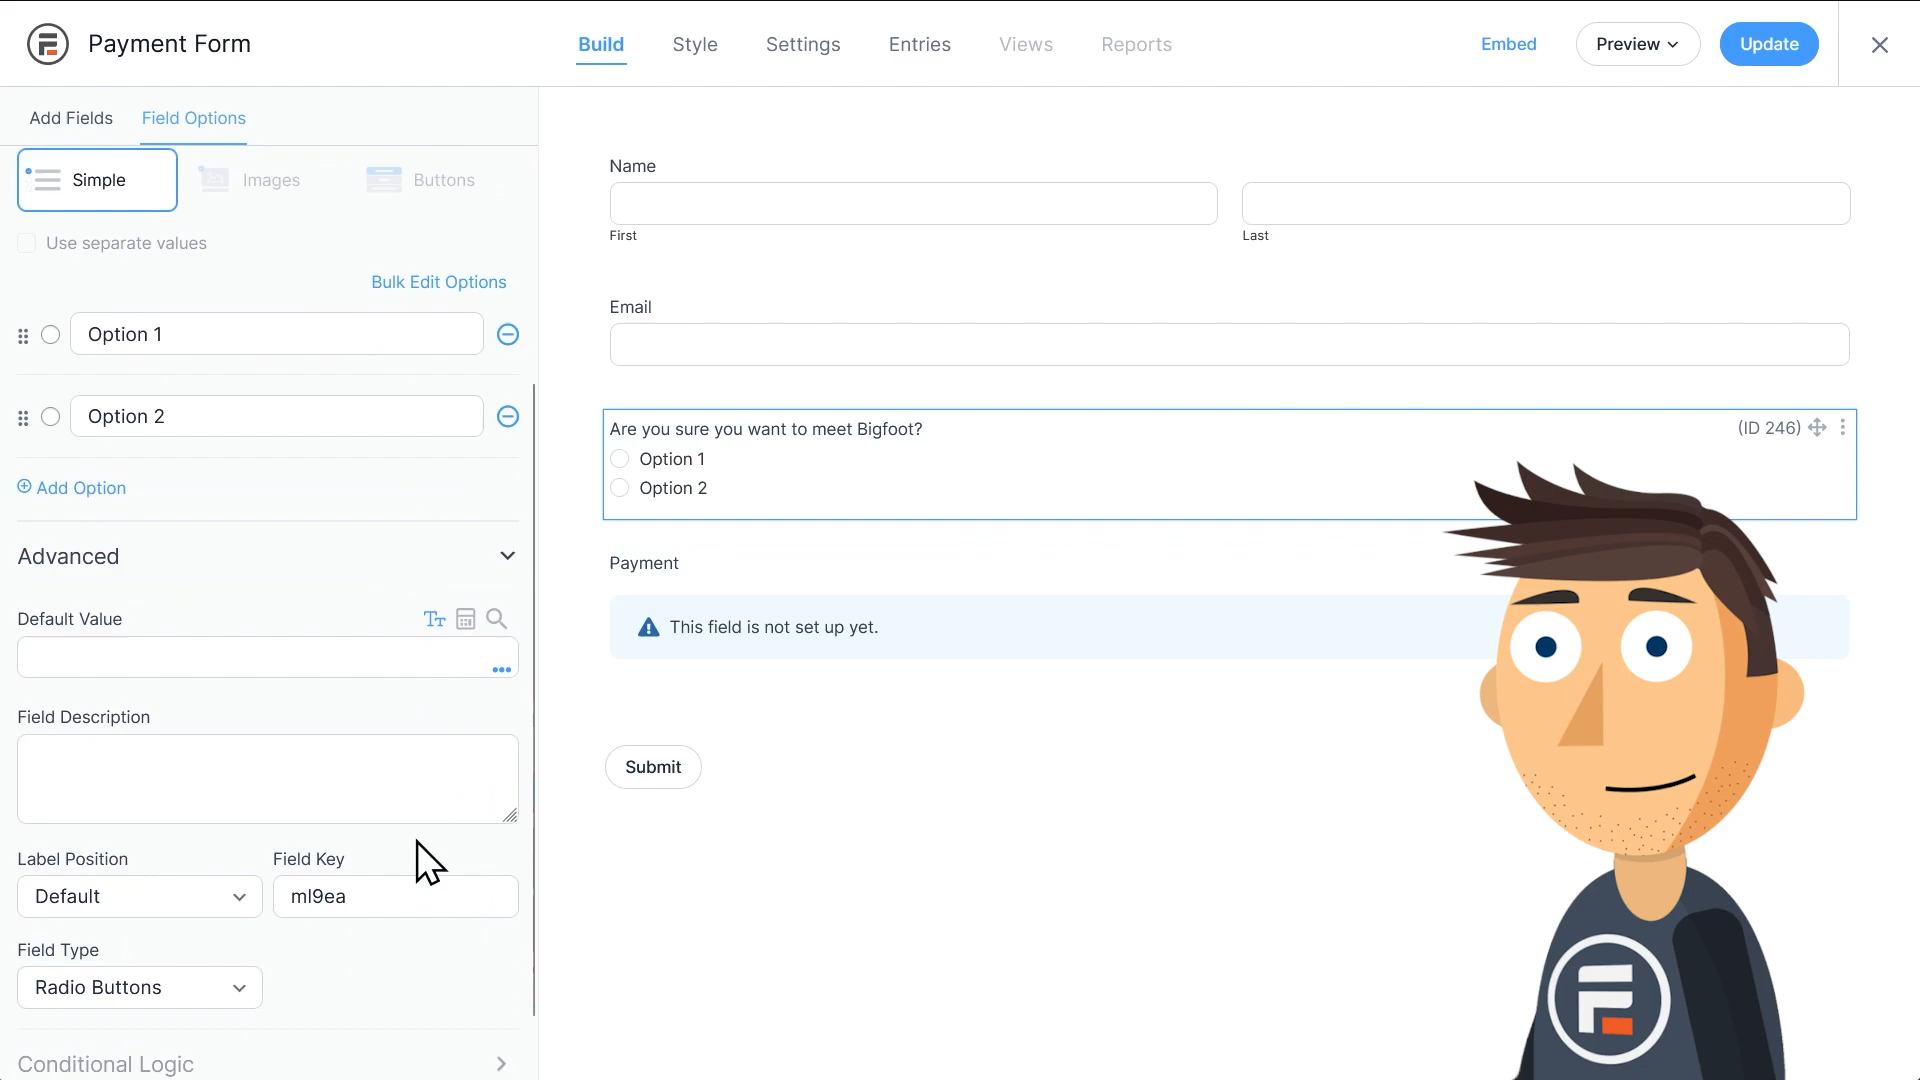 Payment Form
Build
Style
Settings
Entries
Views
Reports
Embed
Preview
Update
Add Fields
Field Options
Simple
Images
Buttons
Use separate values
Bulk Edit Options
Option 1
Option 2
Add Option
Advanced
Default Value
Field Description
Label Position
Field Key
Default
ml9ea
Field Type
Radio Buttons
Conditional Logic
Name
First
Last
Email
Are you sure you want to meet Bigfoot?
(ID 246)
Option 1
Option 2
Payment
This field is not set up yet.
Submit